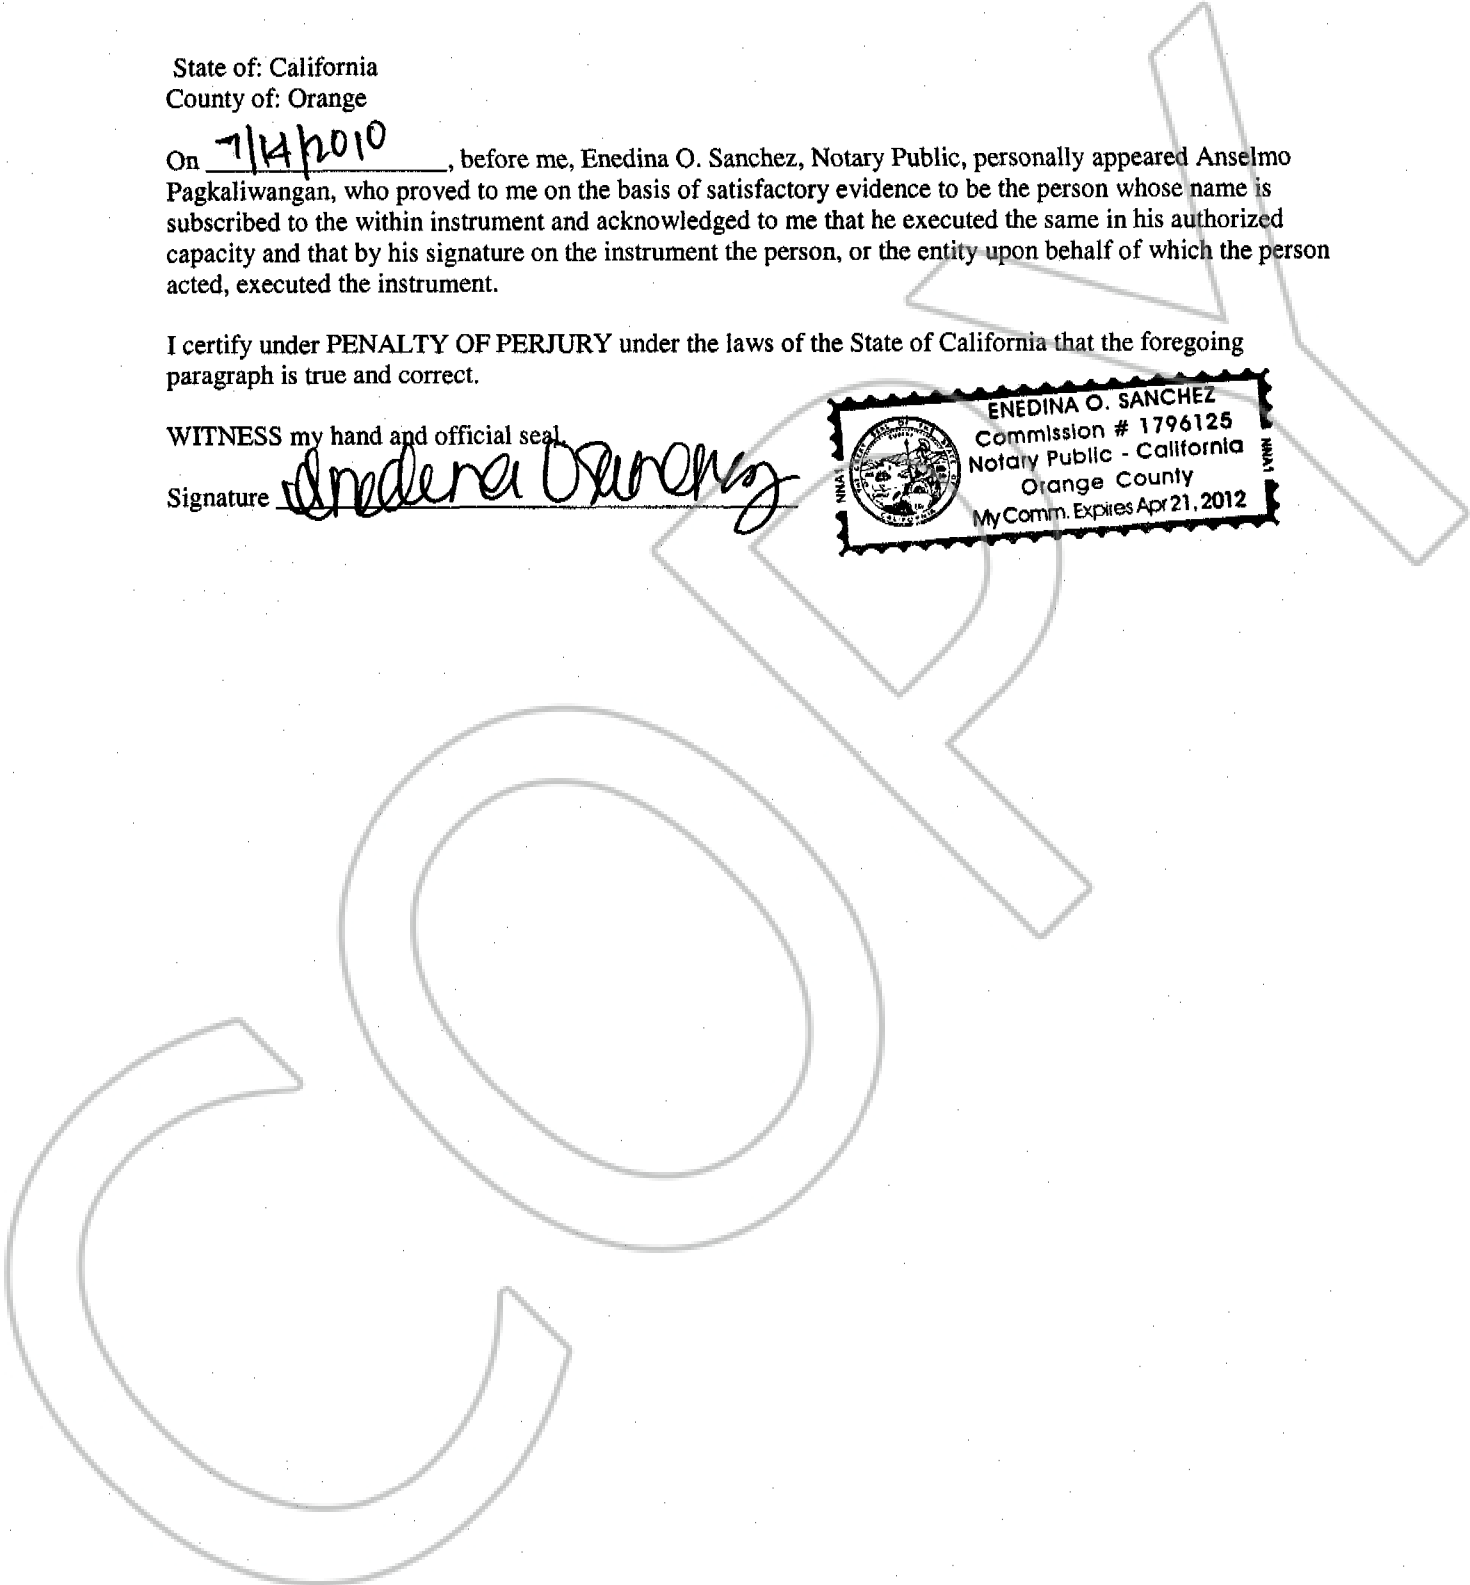 State of: California
County of: Orange
On 7/14/2010, before me, Enedina O. Sanchez, Notary Public, personally appeared Anselmo
Pagkaliwangan, who proved to me on the basis of satisfactory evidence to be the person whose name is
subscribed to the within instrument and acknowledged to me that he executed the same in his authorized
capacity and that by his signature on the instrument the person, or the entity upon behalf of which the person
acted, executed the instrument.
I certify under PENALTY OF PERJURY under the laws of the State of California that the foregoing
paragraph is true and correct.
WITNESS my hand and official seal.
Signature Enedina O Sanchez
ENEDINA O. SANCHEZ
Commission # 1796125
Notary Public - California
Orange County
My Comm. Expires Apr 21, 2012
NNA1
NNA1
COPY